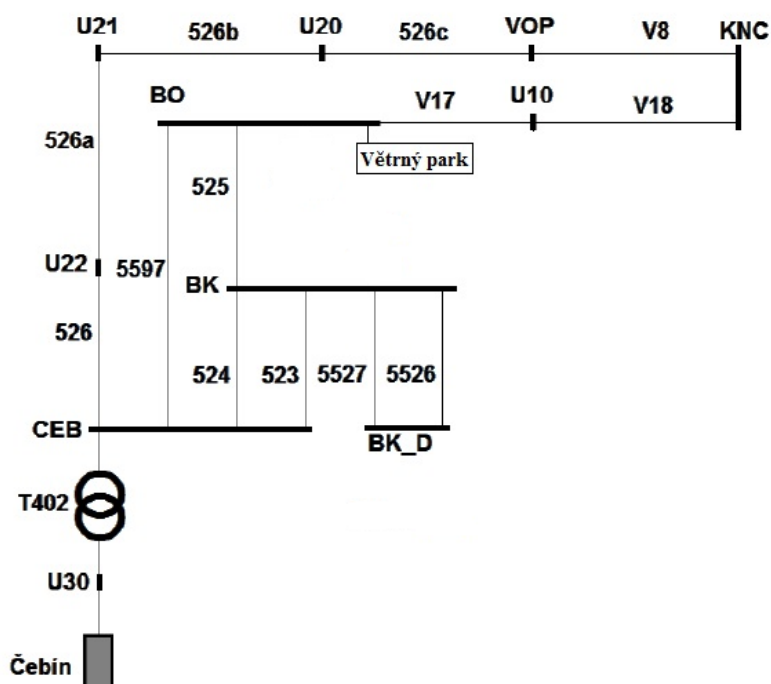 U21 526b U20 526c VOP V8 KNC
BO V17 U10 V18
526a
Větrný park
525
U22 5597
BK
526
524 523 5527 5526
CEB
BK_D
T402
U30
Čebín